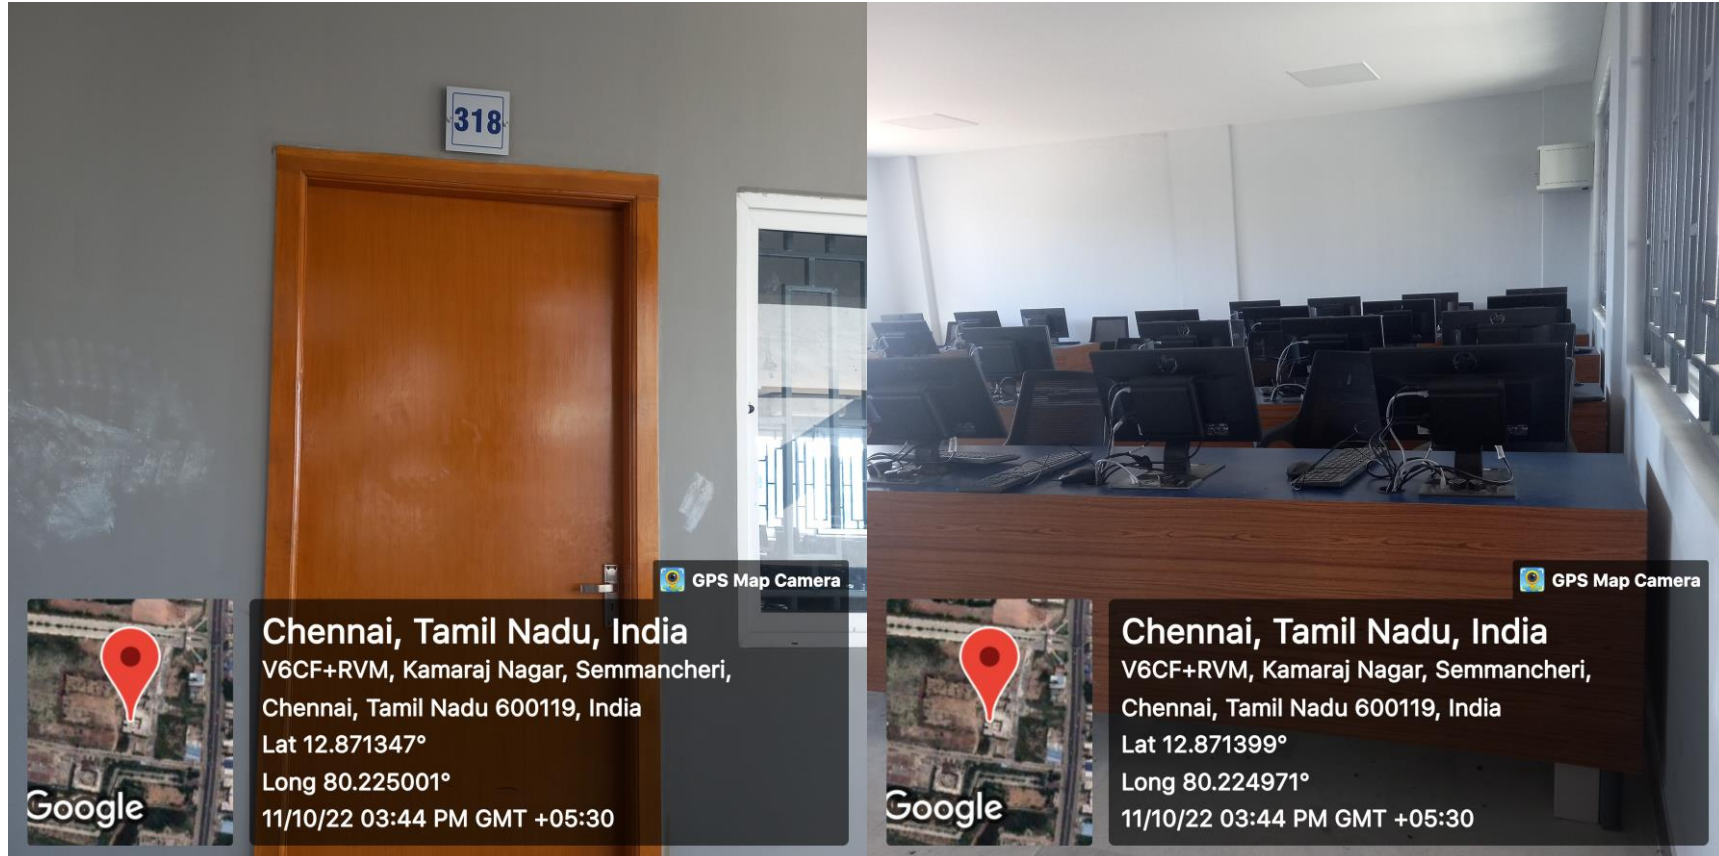 318
GPS Map Camera
Chennai, Tamil Nadu, India
V6CF+RVM, Kamaraj Nagar, Semmancheri,
Chennai, Tamil Nadu 600119, India
Lat 12.871347°
Long 80.225001°
11/10/22 03:44 PM GMT +05:30
Google
GPS Map Camera
Chennai, Tamil Nadu, India
V6CF+RVM, Kamaraj Nagar, Semmancheri,
Chennai, Tamil Nadu 600119, India
Lat 12.871399°
Long 80.224971°
11/10/22 03:44 PM GMT +05:30
Google